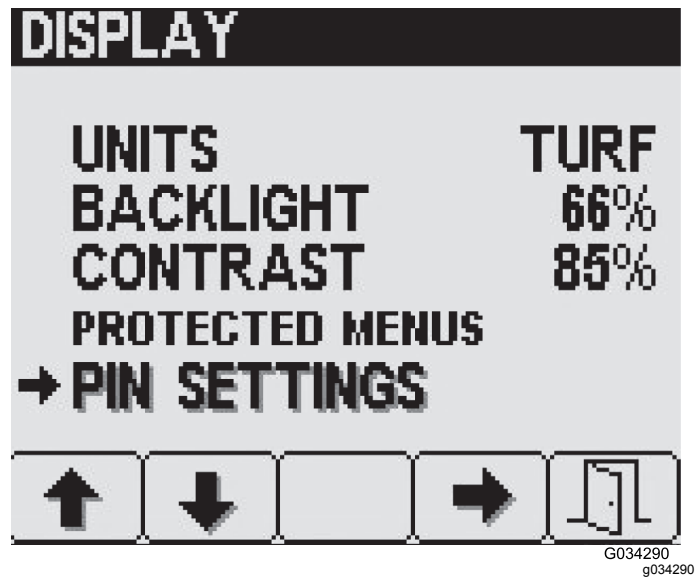 DISPLAY
UNITS TURF
BACKLIGHT 66%
CONTRAST 85%
PROTECTED MENUS
PIN SETTINGS
G034290
g034290